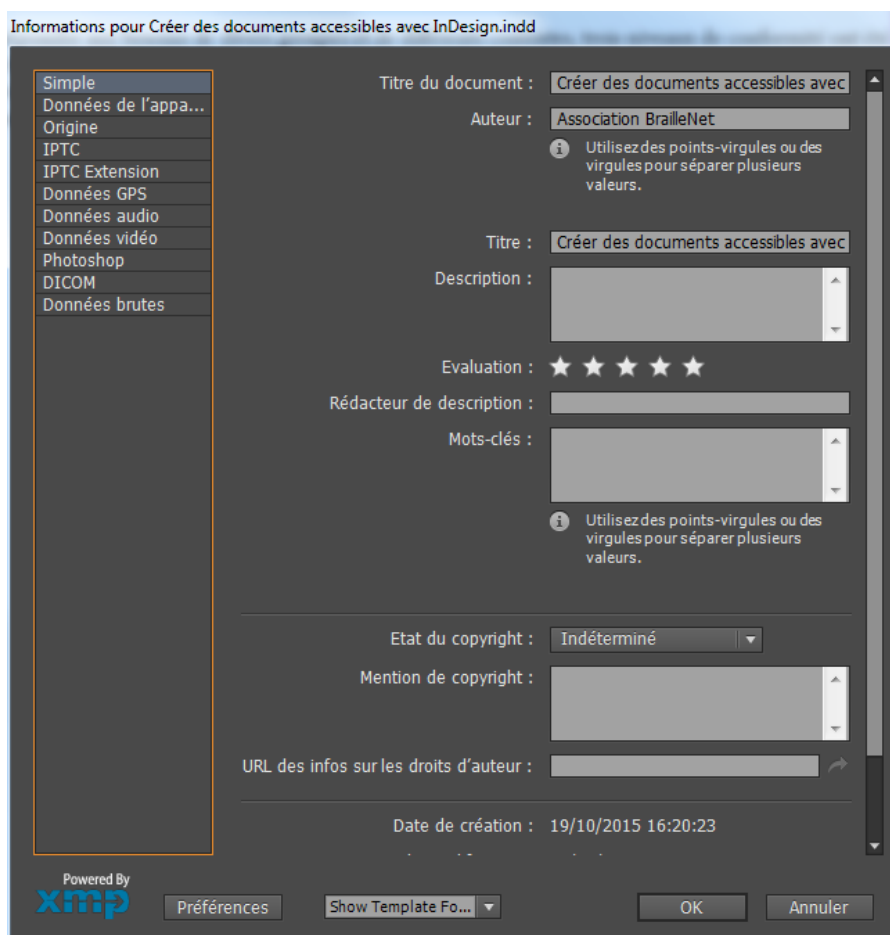 Informations pour Créer des documents accessibles avec InDesign.indd
Simple
Données de l'appa...
Origine
IPTC
IPTC Extension
Données GPS
Données audio
Données vidéo
Photoshop
DICOM
Données brutes
Titre du document : Créer des documents accessibles avec
Auteur : Association BrailleNet
Utilisez des points-virgules ou des
virgules pour séparer plusieurs
valeurs.
Titre : Créer des documents accessibles avec
Description :
Evaluation :
Rédacteur de description :
Mots-clés :
Utilisez des points-virgules ou des
virgules pour séparer plusieurs
valeurs.
Etat du copyright : Indéterminé
Mention de copyright :
URL des infos sur les droits d'auteur :
Date de création : 19/10/2015 16:20:23
Powered By
xmp
Préférences
Show Template Fo...
OK
Annuler